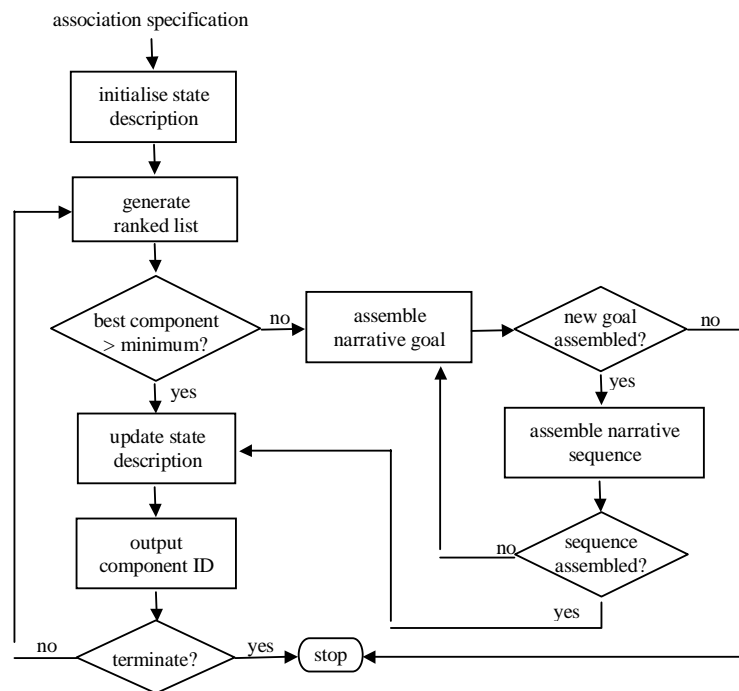 association specification
initialise state
description
generate
ranked list
best component
> minimum?
no
yes
assemble
narrative goal
new goal
assembled?
no
yes
update state
description
assemble narrative
sequence
output
component ID
no
sequence
assembled?
yes
no
terminate?
yes
stop